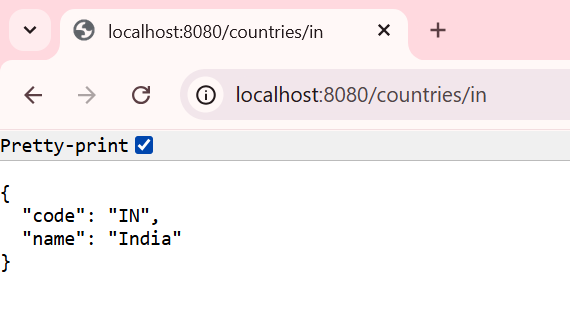 localhost:8080/countries/in
localhost:8080/countries/in
Pretty-print
{
  "code": "IN",
  "name": "India"
}